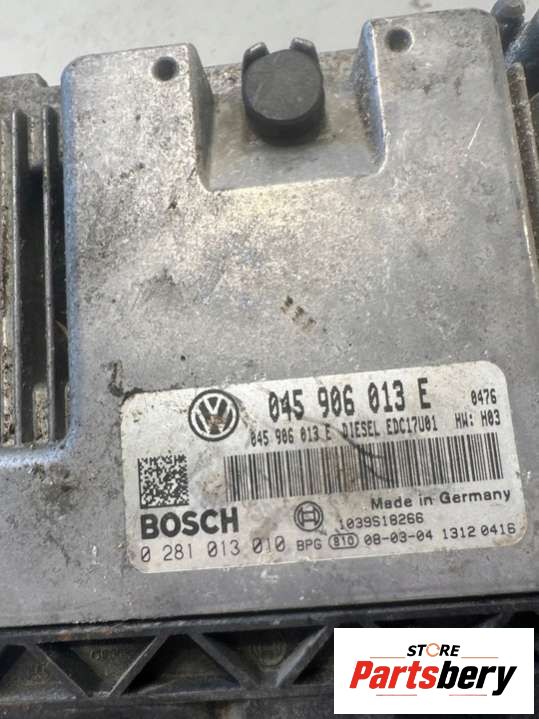 045 906 013 E 0476
045 906 013 E DIESEL EDC17U01 HW: H03
Made in Germany
BOSCH 1039S18266
0 281 013 010 BPG 810 08-03-04 1312 0416
STORE
Partsbery